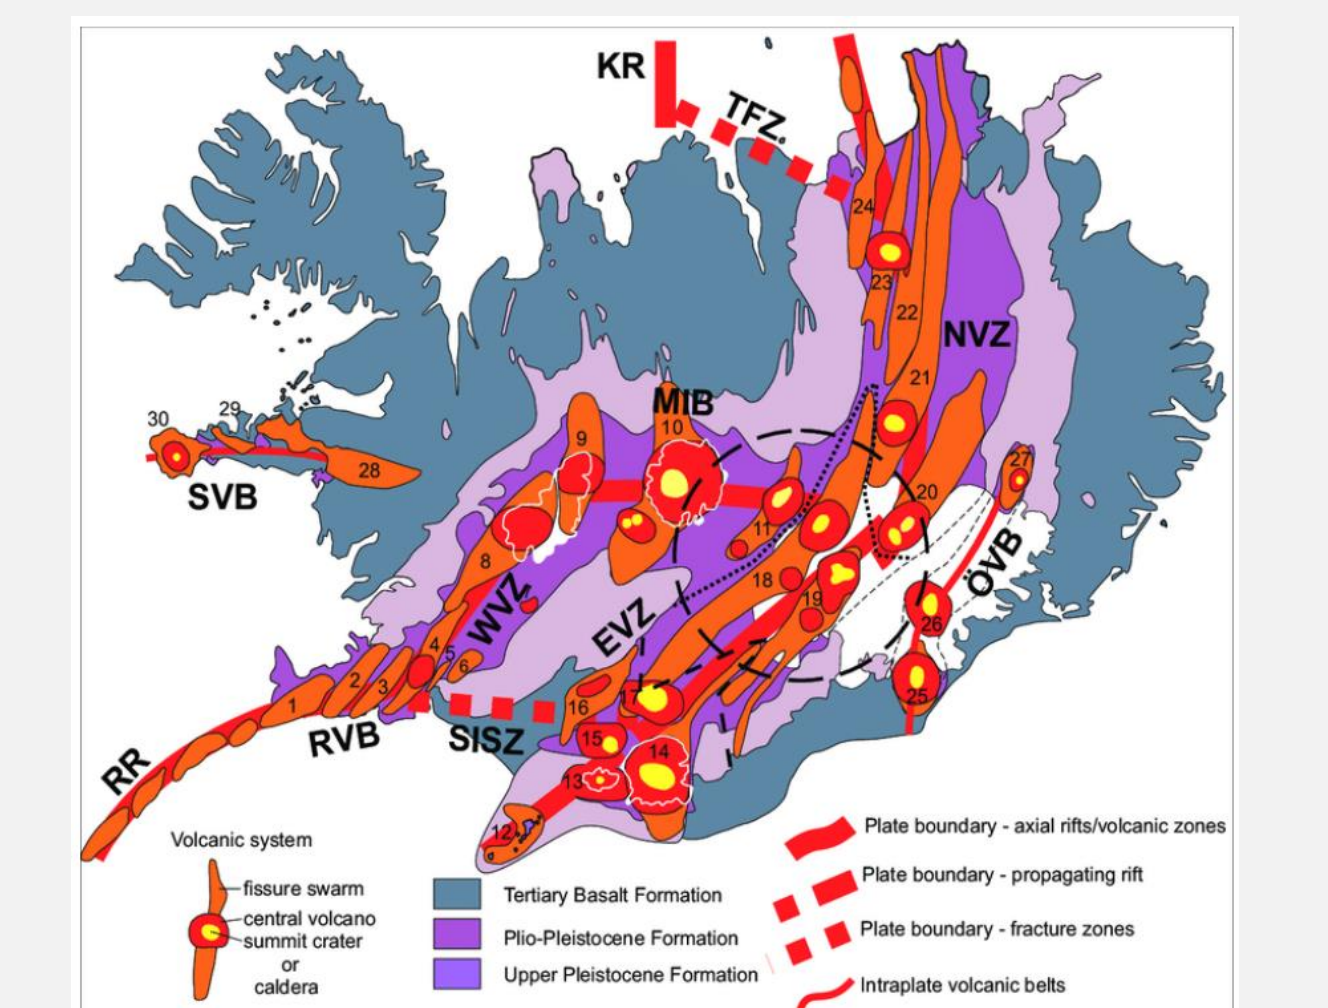 KR
TFZ.
24
23
22
NVZ
21
MIB
10
9
30
29
28
SVB
27
20
11
8
18
19
ÖVB
WVZ
EVZ
26
4
5
6
25
2
3
1
17
16
RVB
SISZ
15
14
RR
13
12
Volcanic system
fissure swarm
central volcano
summit crater
or
caldera
Tertiary Basalt Formation
Plio-Pleistocene Formation
Upper Pleistocene Formation
Plate boundary - axial rifts/volcanic zones
Plate boundary - propagating rift
Plate boundary - fracture zones
Intraplate volcanic belts